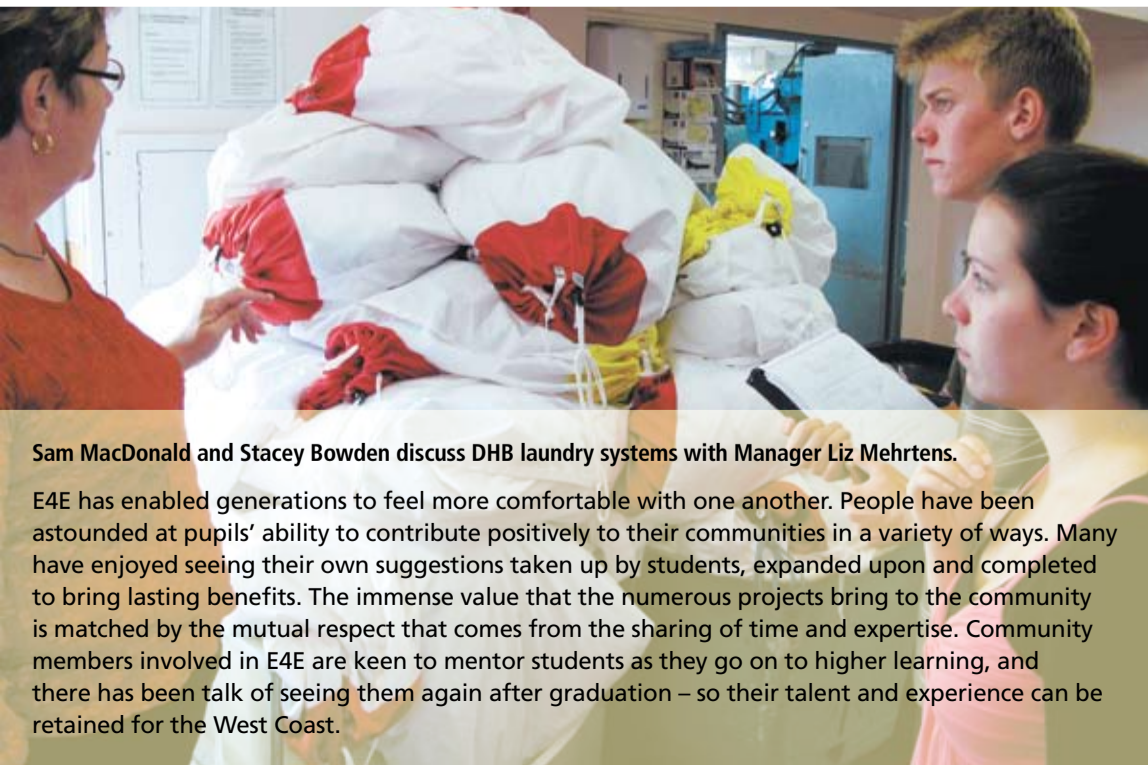 Sam MacDonald and Stacey Bowden discuss DHB laundry systems with Manager Liz Mehrtens.
E4E has enabled generations to feel more comfortable with one another. People have been
astounded at pupils’ ability to contribute positively to their communities in a variety of ways. Many
have enjoyed seeing their own suggestions taken up by students, expanded upon and completed
to bring lasting benefits. The immense value that the numerous projects bring to the community
is matched by the mutual respect that comes from the sharing of time and expertise. Community
members involved in E4E are keen to mentor students as they go on to higher learning, and
there has been talk of seeing them again after graduation – so their talent and experience can be
retained for the West Coast.